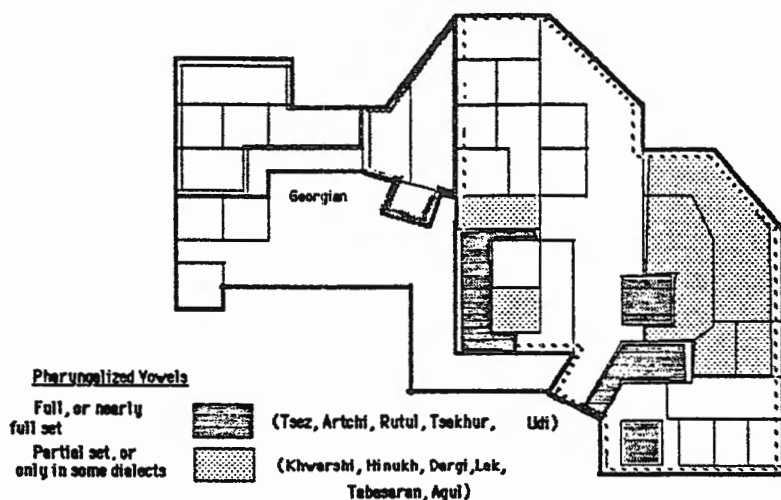 Georgian
Pharyngalized Vowels
Full, or nearly
full set
(Tsez, Artchi, Rutul, Tsakhur, Udi)
Partial set, or
only in some dialects
(Khwarshi, Hinukh, Dargi, Lak,
Tabasaran, Agul)